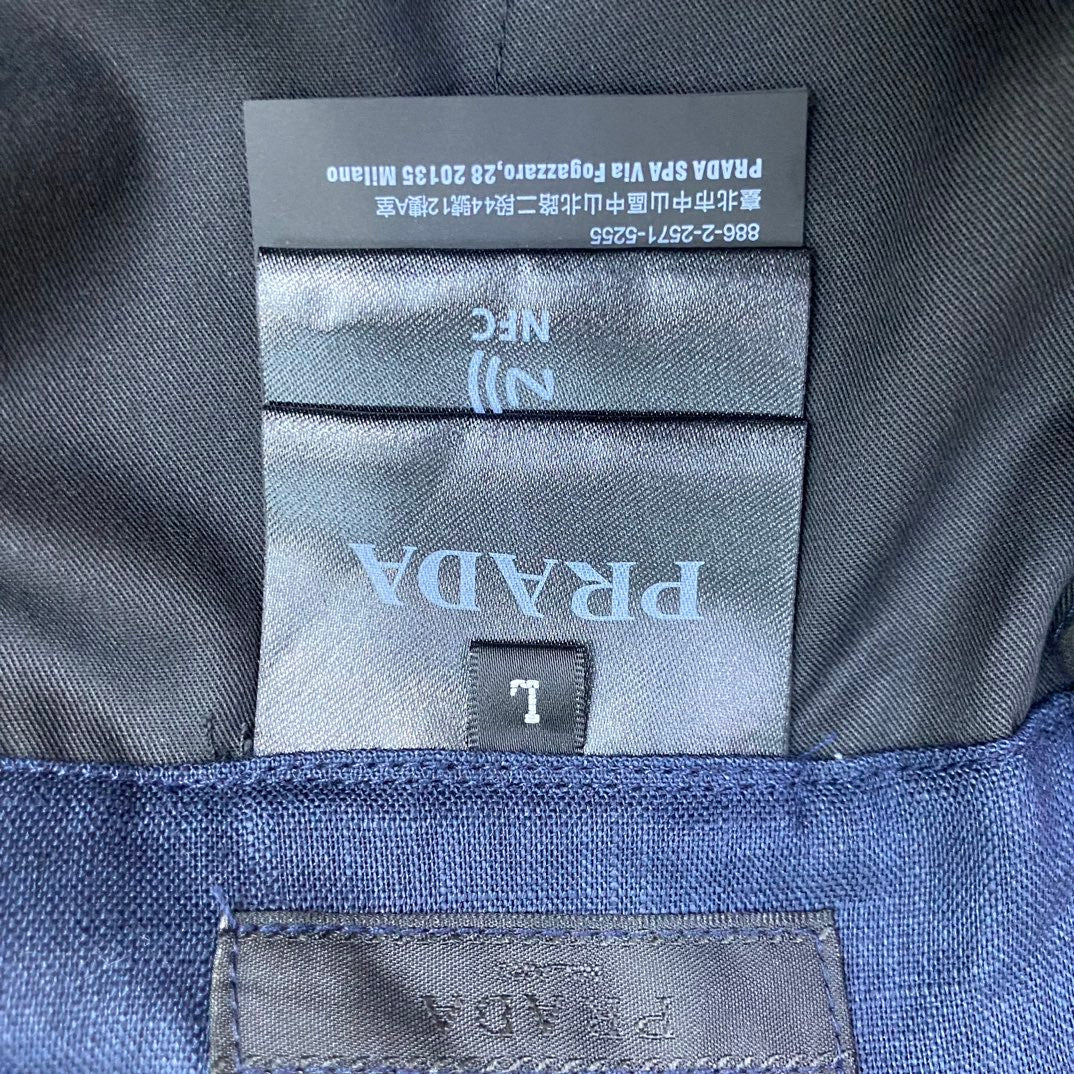 PRADA
L
PRADA
NFC
886-2-2571-5255
臺北市中山區中山北路二段44號12樓A室
PRADA SPA Via Fogazzaro,28 20135 Milano